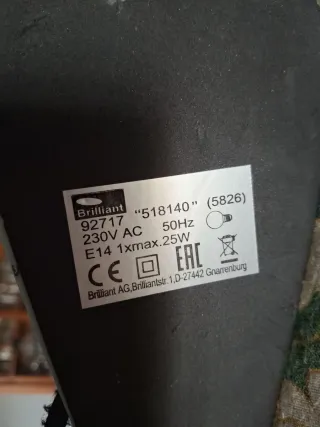 Brilliant
92717 "518140" (5826)
230V AC 50Hz
E14 1xmax.25W
CE EAC
Brilliant AG,Brilliantstr.1,D-27442 Gnarrenburg